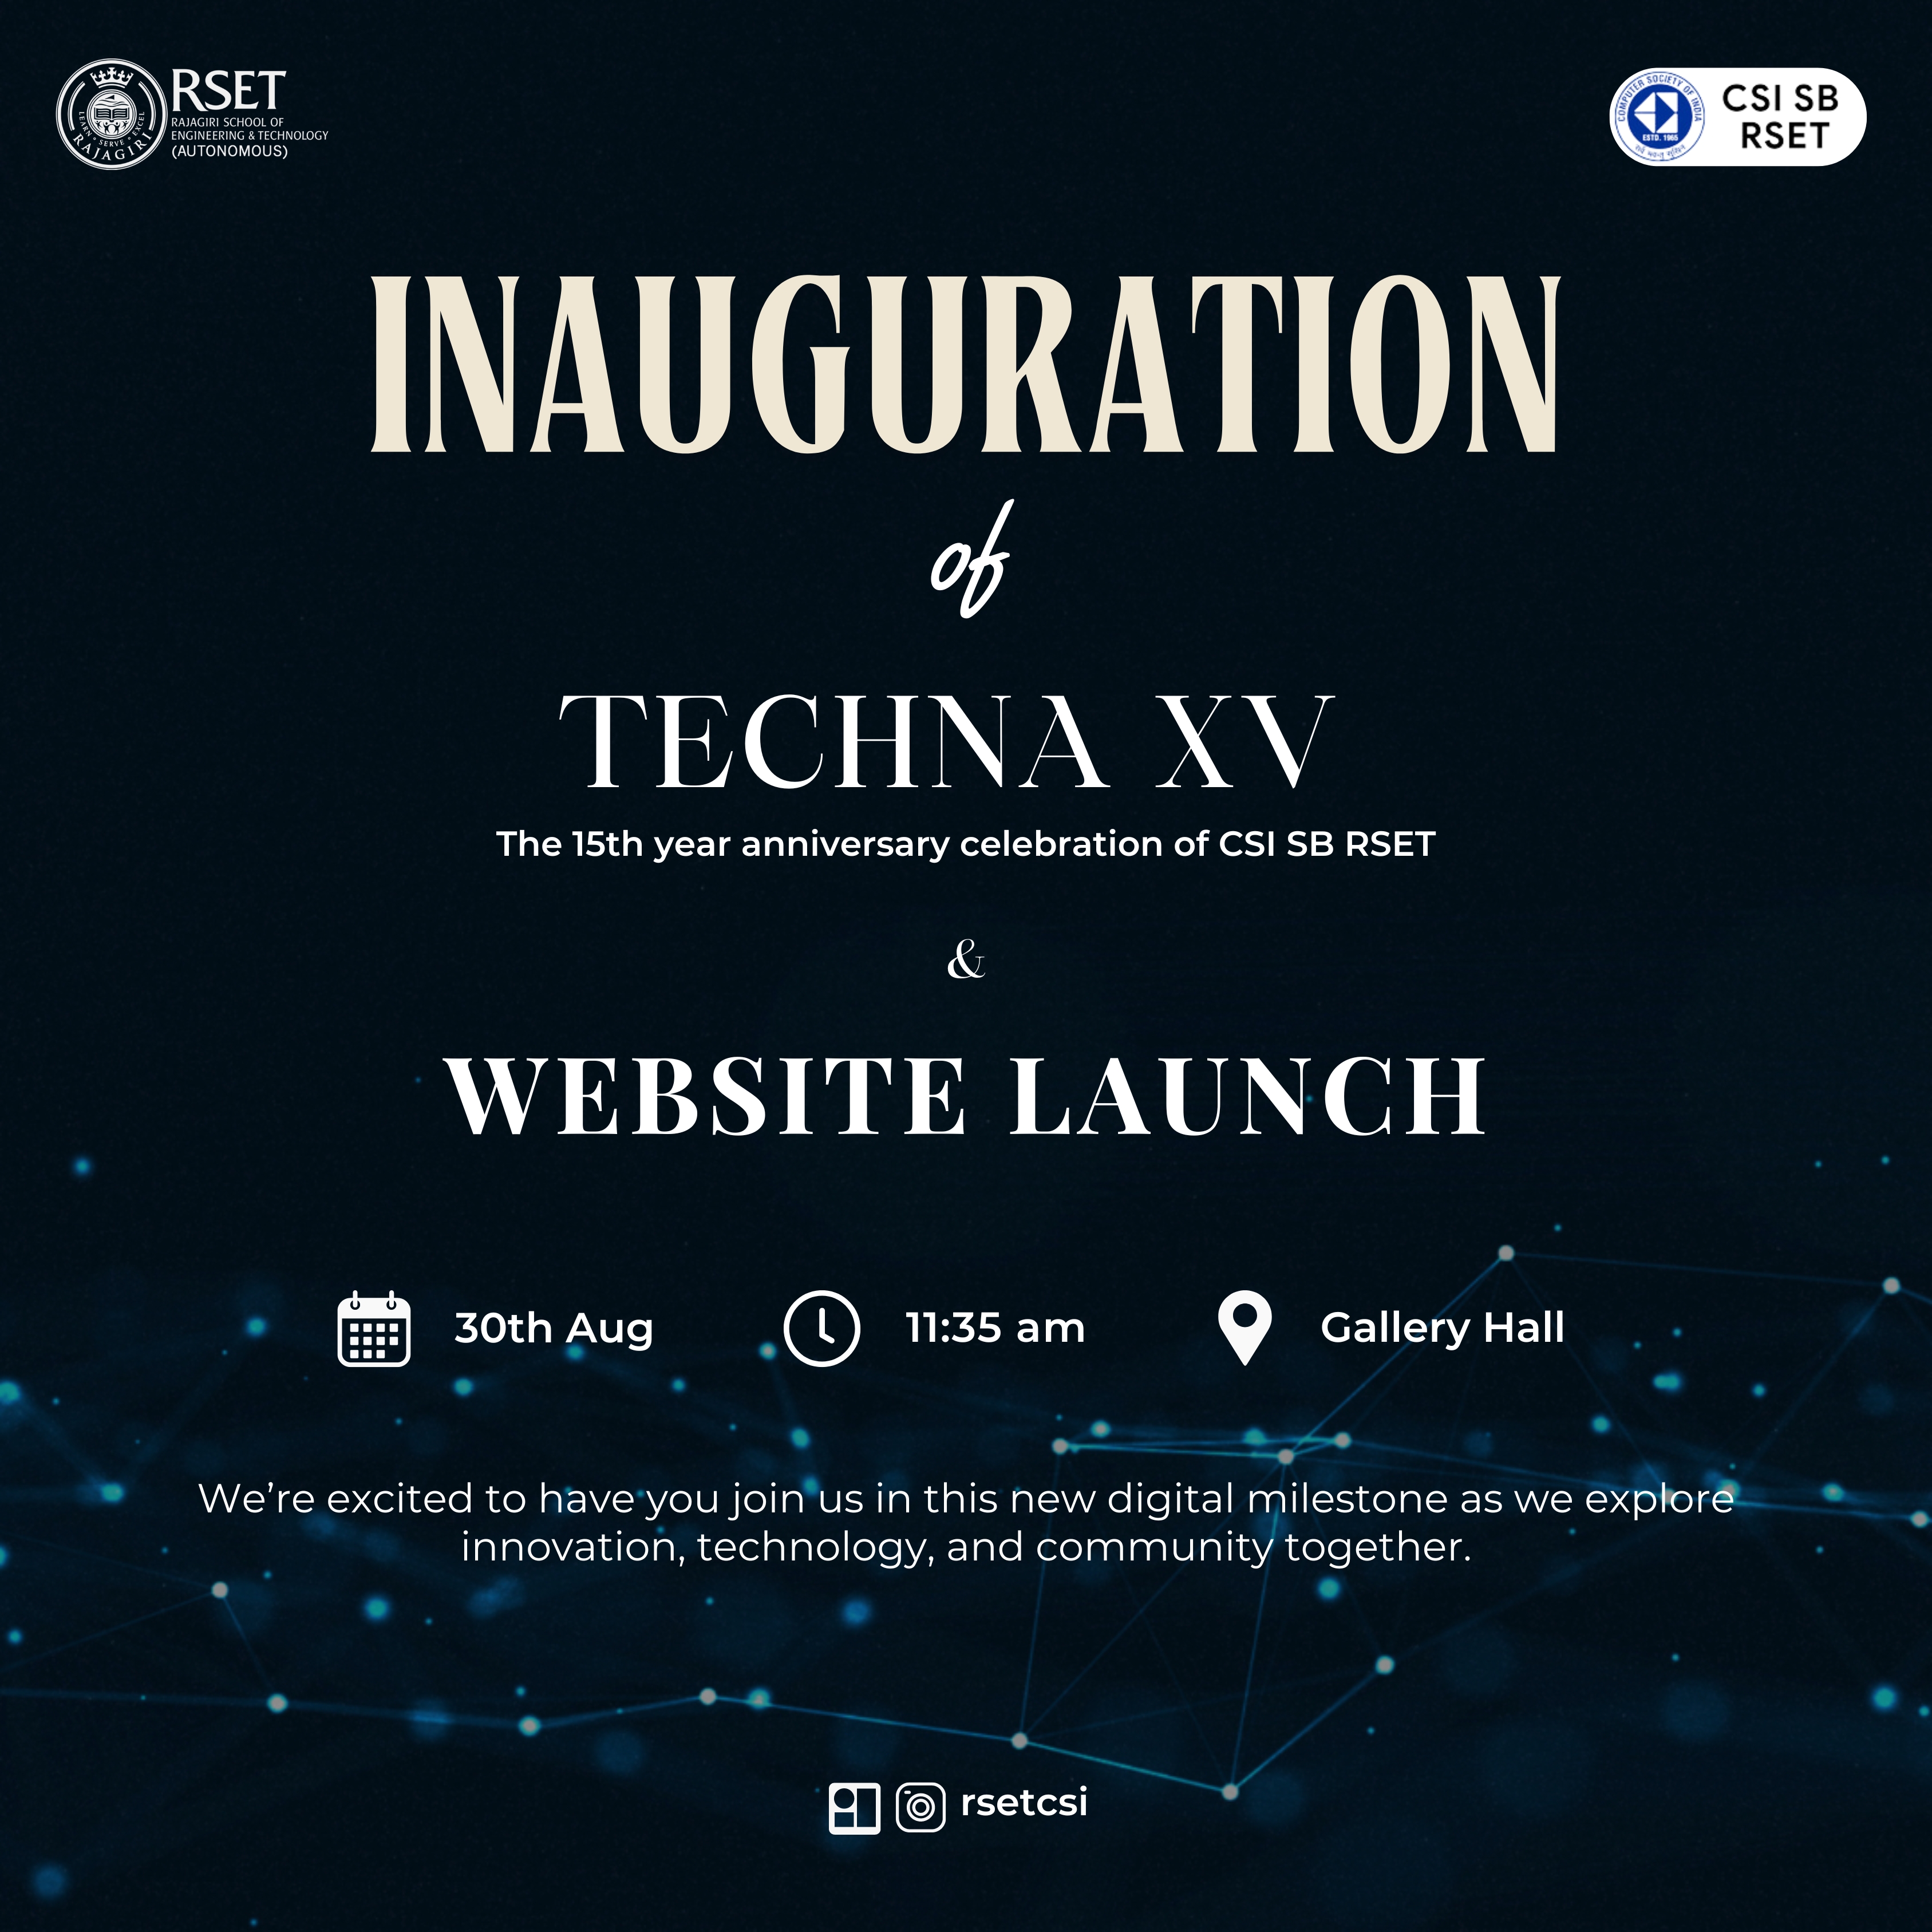 RSET
RAJAGIRI SCHOOL OF
ENGINEERING & TECHNOLOGY
(AUTONOMOUS)
LEARN • SERVE • EXCEL
RAJAGIRI
COMPUTER SOCIETY OF INDIA
ESTD. 1965
CSI SB
RSET
INAUGURATION
of
TECHNA XV
The 15th year anniversary celebration of CSI SB RSET
&
WEBSITE LAUNCH
30th Aug
11:35 am
Gallery Hall
We’re excited to have you join us in this new digital milestone as we explore
innovation, technology, and community together.
rsetcsi